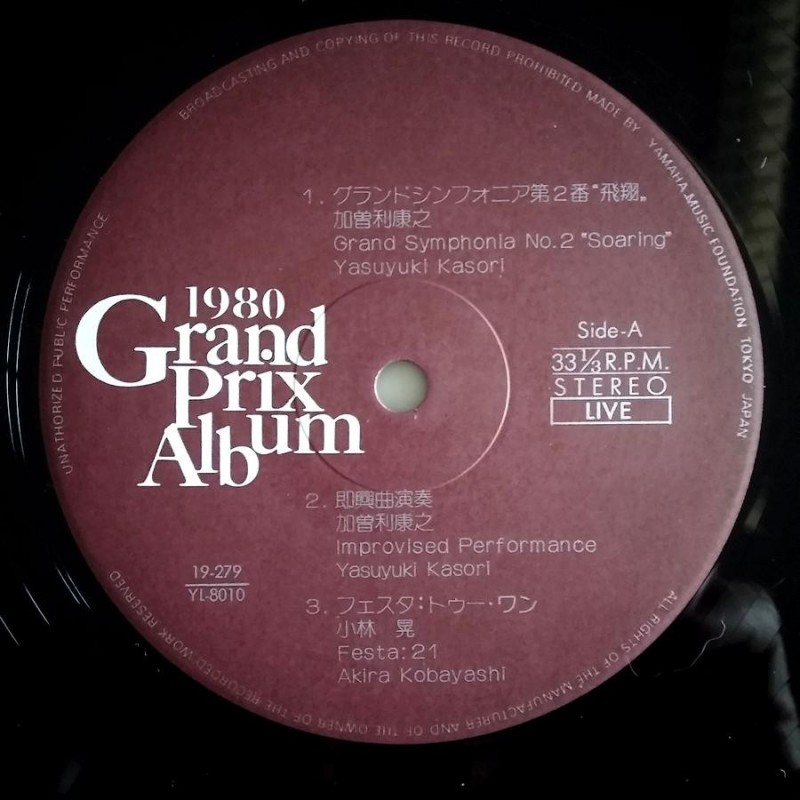 BROADCASTING AND COPYING OF THIS RECORD PROHIBITED MADE BY YAMAHA MUSIC FOUNDATION TOKYO JAPAN
1. グランドシンフォニア第2番"飛翔„
加曽利康之
Grand Symphonia No.2 "Soaring"
Yasuyuki Kasori
1980
Grand
Prix
Album
Side-A
33 1/3 R.P.M.
STEREO
LIVE
2. 即興曲演奏
加曽利康之
Improvised Performance
Yasuyuki Kasori
19-279
YL-8010
3. フェスタ:トゥー・ワン
小林 晃
Festa:21
Akira Kobayashi
ALL RIGHTS OF THE MANUFACTURER AND OF THE OWNER OF THE RECORDED WORK RESERVED
UNATHORIZED PUBLIC PERFORMANCE